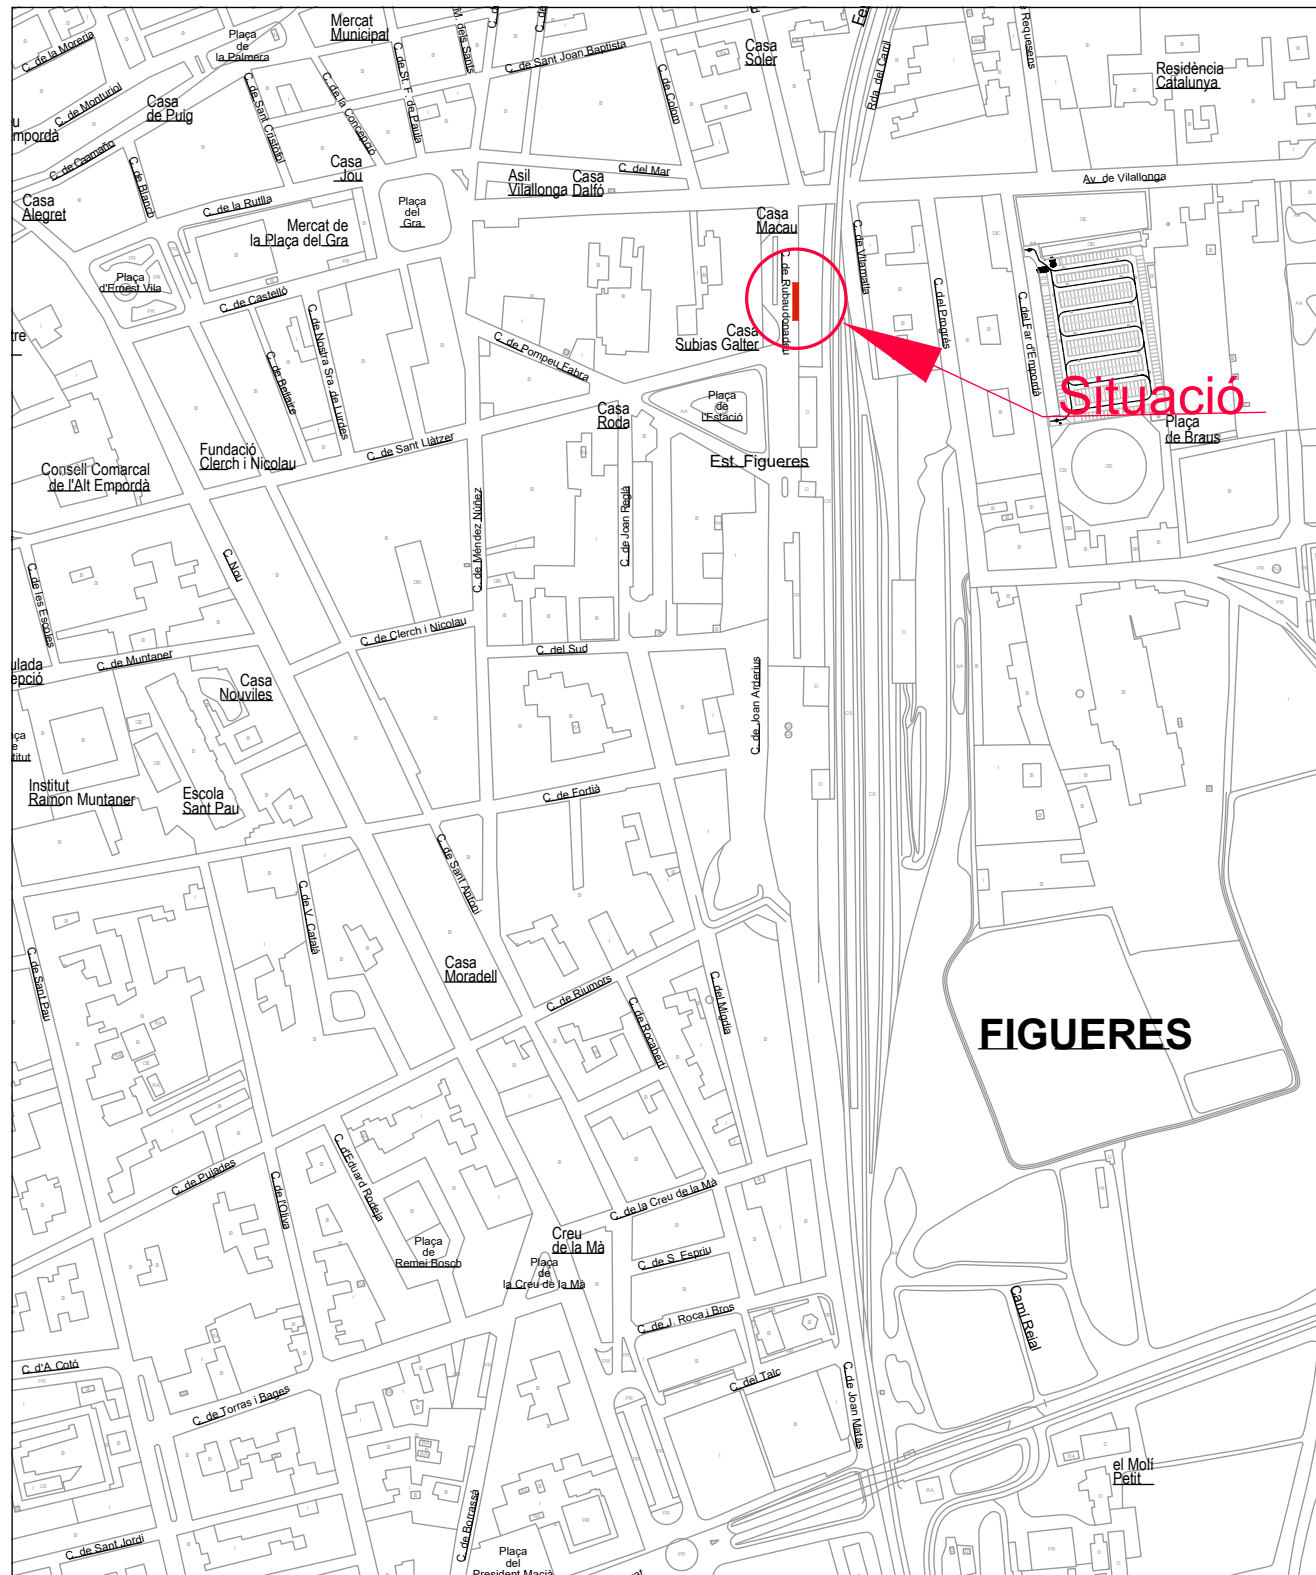 Mercat
Municipal
Plaça
de
la Palmera
C. de la Moreria
C. de Monturiol
Casa
de Puig
C. de Caamaño
C. de Sant Cristòfol
C. de la Concepció
C. de St. F. de Paula
C. de Sant Joan Baptista
C. de Colom
Casa
Soler
Rda. del Carril
Residència
Catalunya
Casa
Alegret
C. de Blanch
C. de la Rutlla
Casa
Jou
Asil
Vilallonga
Casa
Dalfó
C. del Mar
Av. de Vilallonga
Plaça
del
Gra
Mercat de
la Plaça del Gra
Casa
Macau
C. de Vilamalla
C. de Rubaudonadeu
Plaça
d'Ernest Vila
C. de Castelló
C. de Nostra Sra. de Lurdes
C. de Bellaire
C. de Pompeu Fabra
Casa
Subias Galter
C. del Progrés
C. del Far d'Empordà
Situació
Plaça
de
l'Estació
Casa
Roda
Plaça
de Braus
Est. Figueres
Fundació
Clerch i Nicolau
C. de Sant Llàtzer
Consell Comarcal
de l'Alt Empordà
C. de Méndez Núñez
C. de Joan Reglà
C. Nou
C. de les Escoles
C. de Clerch i Nicolau
C. del Sud
C. de Muntaner
Casa
Nouviles
C. de Joan Arderius
Institut
Ramon Muntaner
Escola
Sant Pau
C. de Fortià
C. de Sant Antoni
C. de V. Català
C. de Sant Pau
Casa
Moradell
C. de Riumors
C. de Rocabertí
C. del Migdia
FIGUERES
C. de Pujades
C. de l'Oliva
C. d'Eduard Rodeja
C. de la Creu de la Mà
Plaça
de
Remei Bosch
Creu
de la Mà
Plaça
de
la Creu de la Mà
C. de S. Espriu
C. de J. Roca i Bros
Camí Reial
C. d'A. Cotó
C. de Torras i Bages
C. del Talc
C. de Joan Matas
el Molí
Petit
C. de Borrassà
C. de Sant Jordi
Plaça
del
President Macià